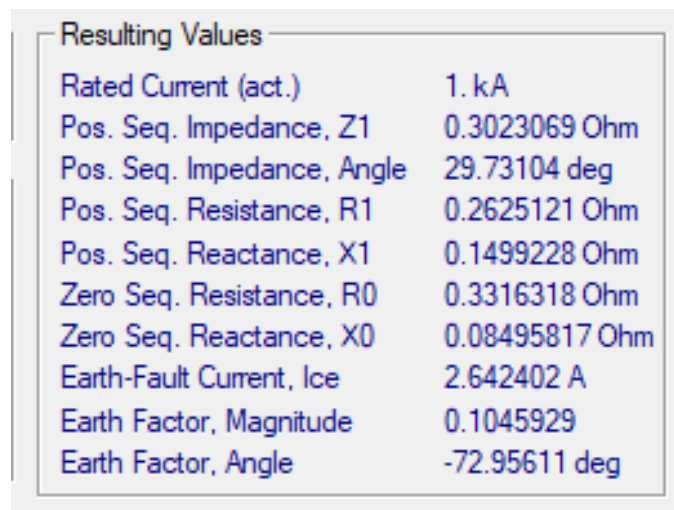 Resulting Values
Rated Current (act.) 1. kA
Pos. Seq. Impedance, Z1 0.3023069 Ohm
Pos. Seq. Impedance, Angle 29.73104 deg
Pos. Seq. Resistance, R1 0.2625121 Ohm
Pos. Seq. Reactance, X1 0.1499228 Ohm
Zero Seq. Resistance, R0 0.3316318 Ohm
Zero Seq. Reactance, X0 0.08495817 Ohm
Earth-Fault Current, Ice 2.642402 A
Earth Factor, Magnitude 0.1045929
Earth Factor, Angle -72.95611 deg